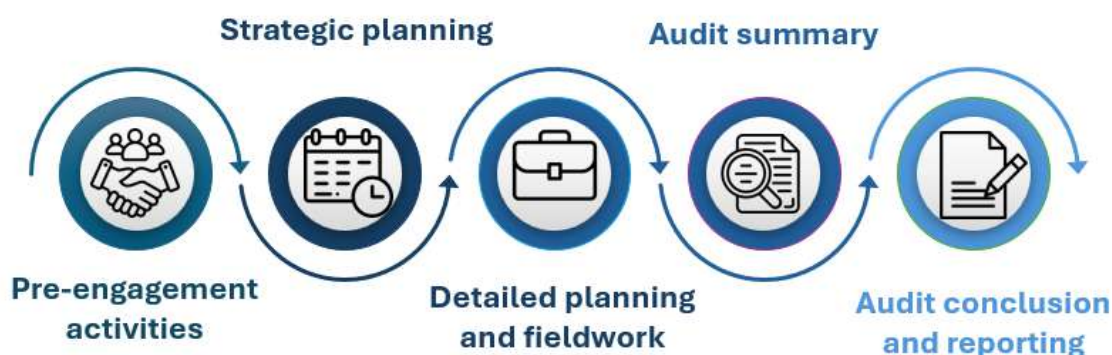 Strategic planning
Audit summary
Pre-engagement
activities
Detailed planning
and fieldwork
Audit conclusion
and reporting